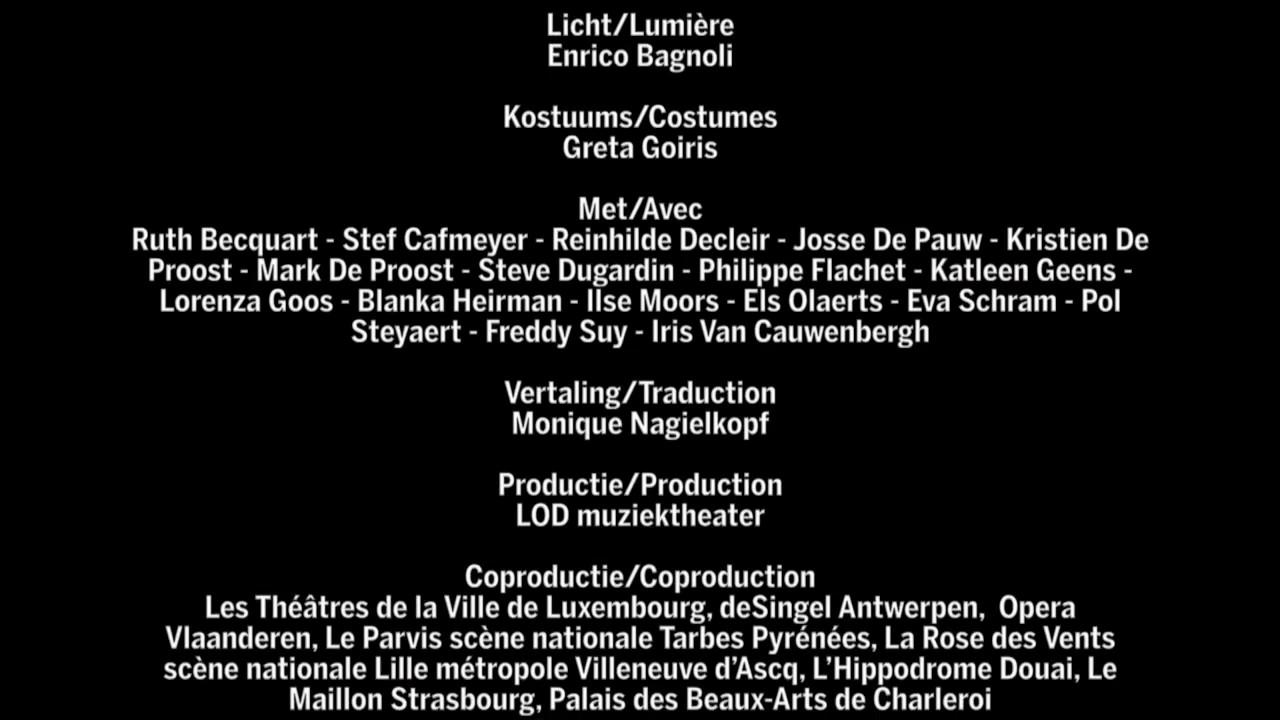 Licht/Lumière
Enrico Bagnoli
Kostuums/Costumes
Greta Goiris
Met/Avec
Ruth Becquart - Stef Cafmeyer - Reinhilde Decleir - Josse De Pauw - Kristien De
Proost - Mark De Proost - Steve Dugardin - Philippe Flachet - Katleen Geens -
Lorenza Goos - Blanka Heirman - Ilse Moors - Els Olaerts - Eva Schram - Pol
Steyaert - Freddy Suy - Iris Van Cauwenbergh
Vertaling/Traduction
Monique Nagielkopf
Productie/Production
LOD muziektheater
Coproductie/Coproduction
Les Théâtres de la Ville de Luxembourg, deSingel Antwerpen,  Opera
Vlaanderen, Le Parvis scène nationale Tarbes Pyrénées, La Rose des Vents
scène nationale Lille métropole Villeneuve d’Ascq, L’Hippodrome Douai, Le
Maillon Strasbourg, Palais des Beaux-Arts de Charleroi